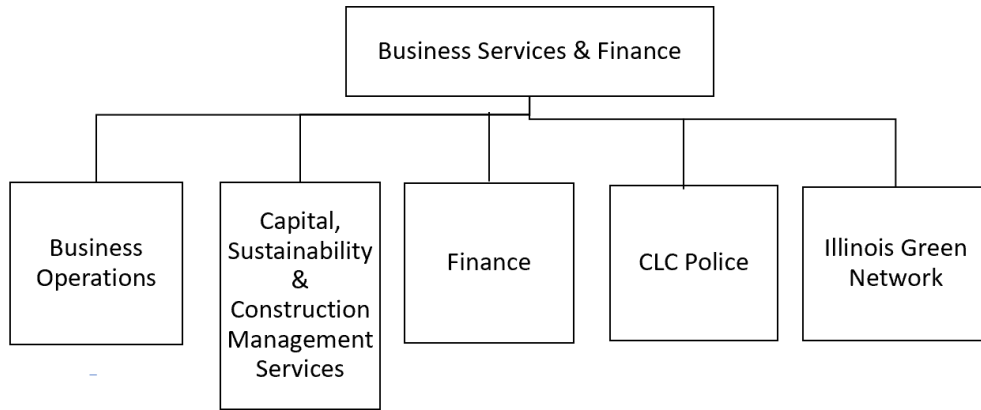 Business Services & Finance
Business
Operations
Capital,
Sustainability
&
Construction
Management
Services
Finance
CLC Police
Illinois Green
Network